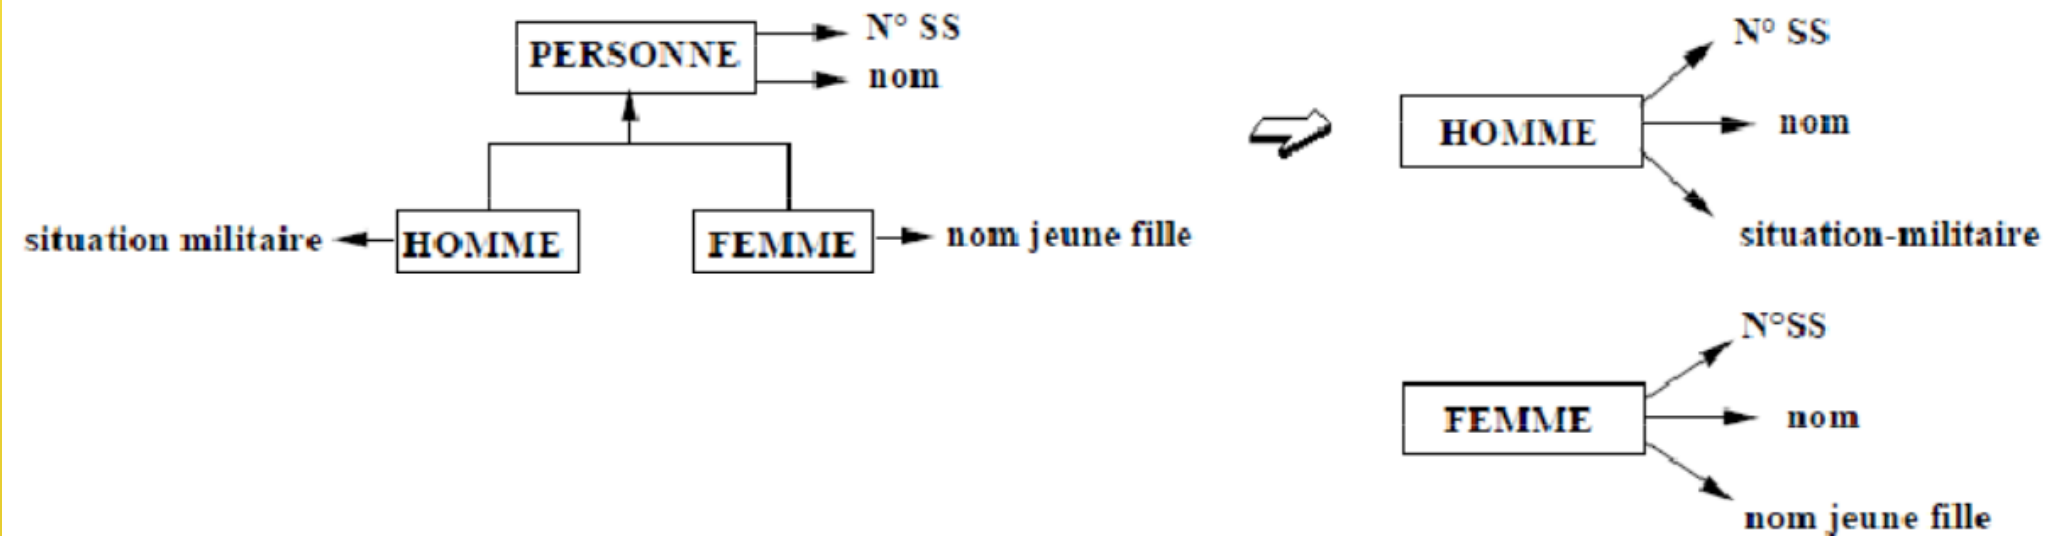 PERSONNE
N° SS
nom
situation militaire
HOMME
FEMME
nom jeune fille
HOMME
N° SS
nom
situation-militaire
FEMME
N°SS
nom
nom jeune fille